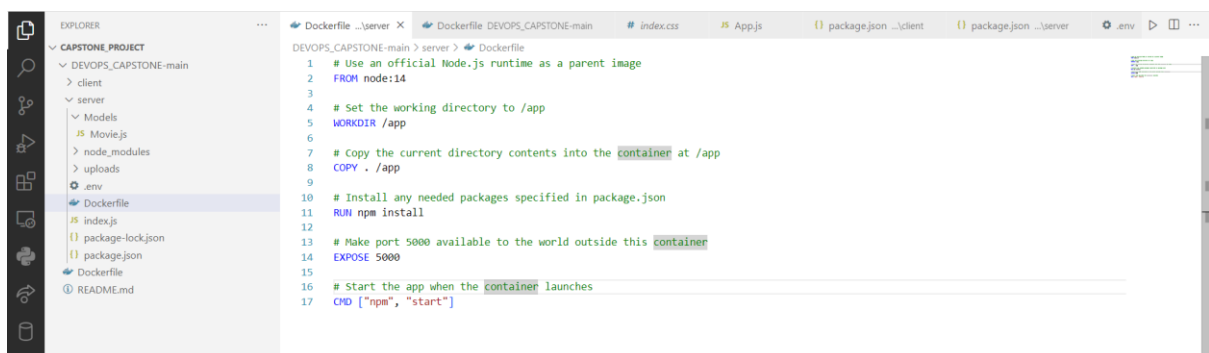 EXPLORER
CAPSTONE_PROJECT
DEVOPS_CAPSTONE-main
client
server
Models
JS Movie.js
node_modules
uploads
.env
Dockerfile
JS index.js
{} package-lock.json
{} package.json
Dockerfile
README.md
Dockerfile ...\server Dockerfile DEVOPS_CAPSTONE-main # index.css JS App.js {} package.json ...\client {} package.json ...\server .env
DEVOPS_CAPSTONE-main > server > Dockerfile
1 # Use an official Node.js runtime as a parent image
2 FROM node:14
3
4 # Set the working directory to /app
5 WORKDIR /app
6
7 # Copy the current directory contents into the container at /app
8 COPY . /app
9
10 # Install any needed packages specified in package.json
11 RUN npm install
12
13 # Make port 5000 available to the world outside this container
14 EXPOSE 5000
15
16 # Start the app when the container launches
17 CMD ["npm", "start"]